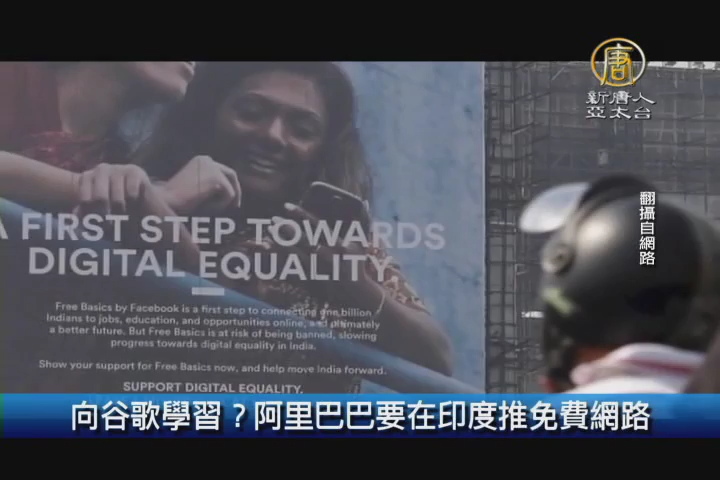 唐
新唐人
亞太台
翻攝自網路
A FIRST STEP TOWARDS
DIGITAL EQUALITY
Free Basics by Facebook is a first step to connecting one billion
Indians to jobs, education, and opportunities online, and ultimately
a better future. But Free Basics is at risk of being banned, slowing
progress towards digital equality in India.
Show your support for Free Basics now, and help move India forward.
SUPPORT DIGITAL EQUALITY.
向谷歌學習？阿里巴巴要在印度推免費網路